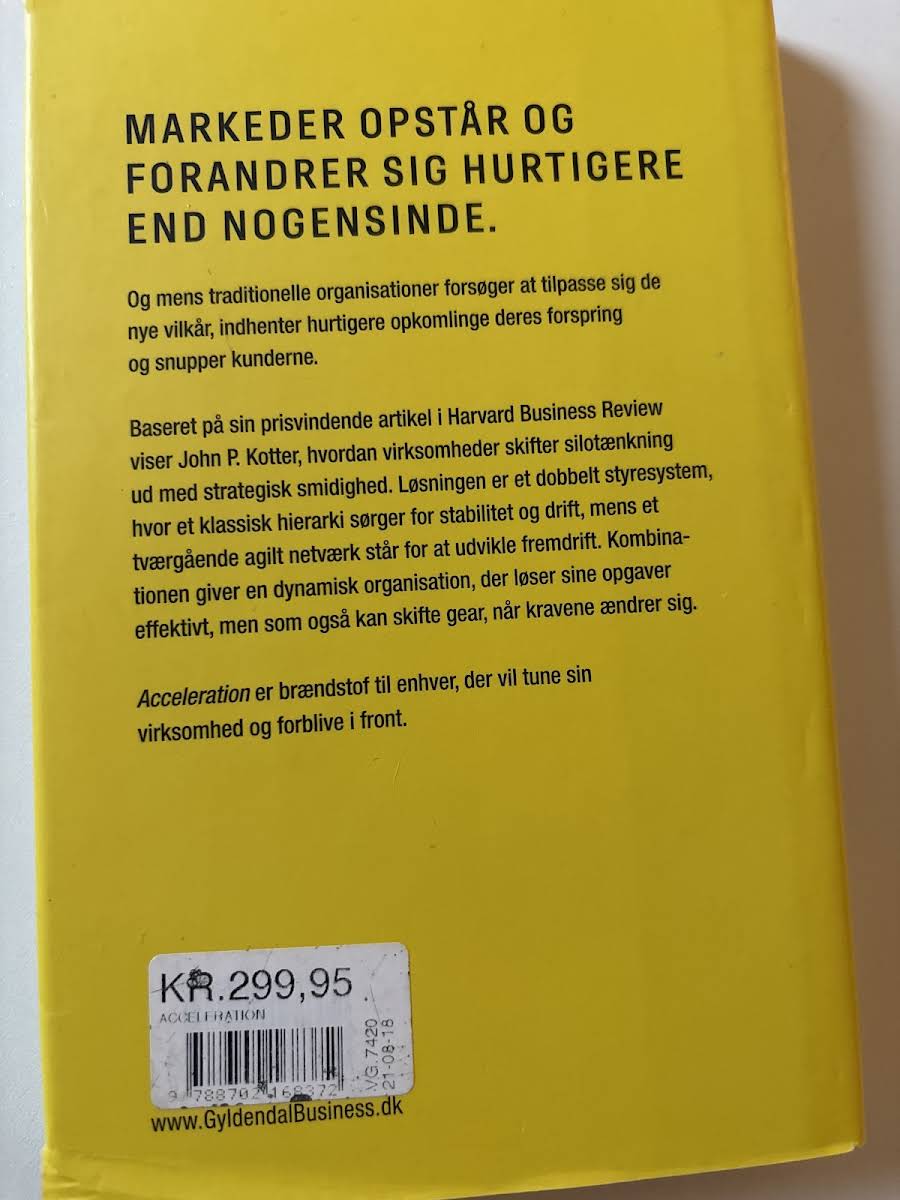 MARKEDER OPSTÅR OG
FORANDRER SIG HURTIGERE
END NOGENSINDE.
Og mens traditionelle organisationer forsøger at tilpasse sig de
nye vilkår, indhenter hurtigere opkomlinge deres forspring
og snupper kunderne.
Baseret på sin prisvindende artikel i Harvard Business Review
viser John P. Kotter, hvordan virksomheder skifter silotænkning
ud med strategisk smidighed. Løsningen er et dobbelt styresystem,
hvor et klassisk hierarki sørger for stabilitet og drift, mens et
tværgående agilt netværk står for at udvikle fremdrift. Kombina-
tionen giver en dynamisk organisation, der løser sine opgaver
effektivt, men som også kan skifte gear, når kravene ændrer sig.
Acceleration er brændstof til enhver, der vil tune sin
virksomhed og forblive i front.
KR.299,95
ACCELERATION
VG.7420
21-08-18
9 788702 168372
www.GyldendalBusiness.dk